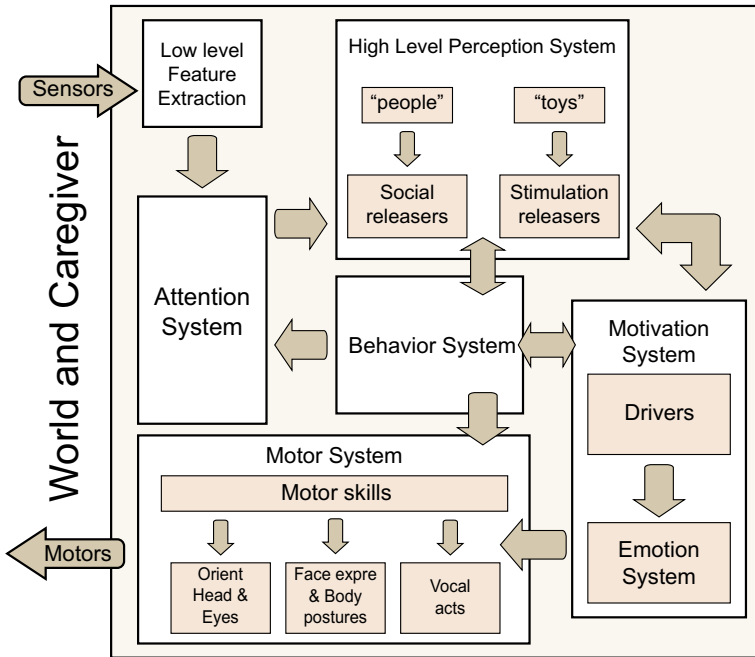 World and Caregiver
Sensors
Low level
Feature
Extraction
High Level Perception System
“people”
“toys”
Social
releasers
Stimulation
releasers
Attention
System
Behavior System
Motivation
System
Drivers
Emotion
System
Motor System
Motor skills
Orient
Head &
Eyes
Face expre
& Body
postures
Vocal
acts
Motors